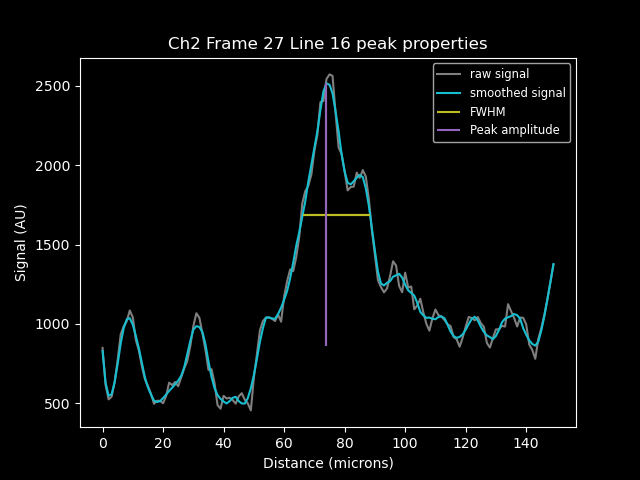 Ch2 Frame 27 Line 16 peak properties
raw signal
smoothed signal
FWHM
Peak amplitude
Signal (AU)
2500
2000
1500
1000
500
0 20 40 60 80 100 120 140
Distance (microns)